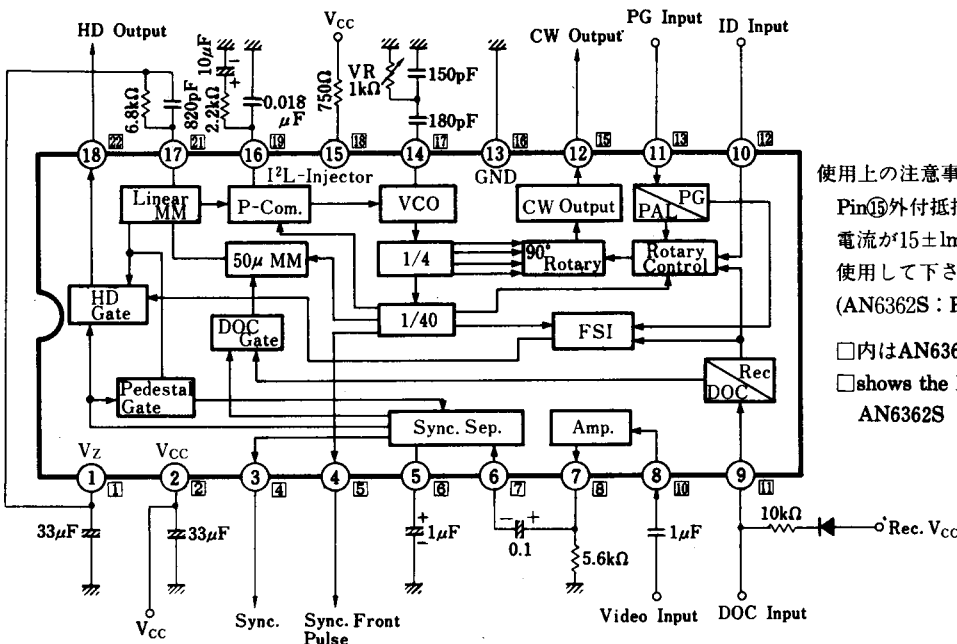 HD Output
VCC
CW Output
PG Input
ID Input
6.8kΩ
820pF
10μF
2.2kΩ
0.018 μF
750Ω
VR
1kΩ
150pF
180pF
22
21
19
18
17
16
15
13
12
18
17
16
15
14
13
12
11
10
I²L-Injector
GND
Linear MM
P-Com.
VCO
CW Output
PAL
PG
50μ MM
1/4
90° Rotary
Rotary Control
HD Gate
DOC Gate
1/40
FSI
Pedestal Gate
Sync. Sep.
Amp.
Rec
DOC
VZ
VCC
1
2
3
4
5
6
7
8
9
1
2
4
5
6
7
8
10
11
33μF
33μF
1μF
0.1
5.6kΩ
1μF
10kΩ
Rec. VCC
VCC
Sync.
Sync. Front
Pulse
Video Input
DOC Input
使用上の注意事
Pin⑮外付抵
電流が15±1m
使用して下さ
(AN6362S:
□内はAN636
□shows the
AN6362S